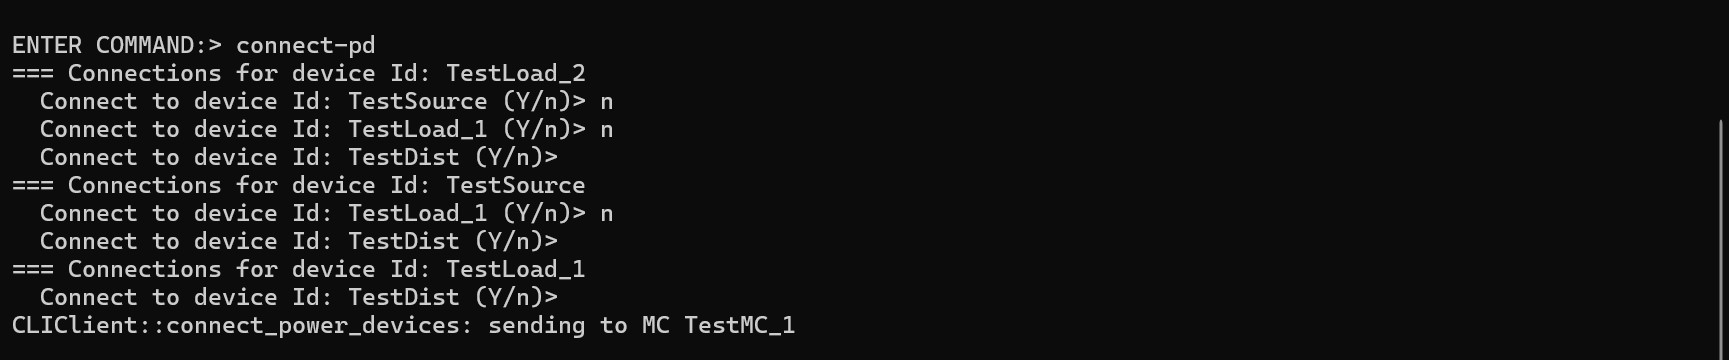 ENTER COMMAND:> connect-pd
=== Connections for device Id: TestLoad_2
  Connect to device Id: TestSource (Y/n)> n
  Connect to device Id: TestLoad_1 (Y/n)> n
  Connect to device Id: TestDist (Y/n)>
=== Connections for device Id: TestSource
  Connect to device Id: TestLoad_1 (Y/n)> n
  Connect to device Id: TestDist (Y/n)>
=== Connections for device Id: TestLoad_1
  Connect to device Id: TestDist (Y/n)>
CLIClient::connect_power_devices: sending to MC TestMC_1